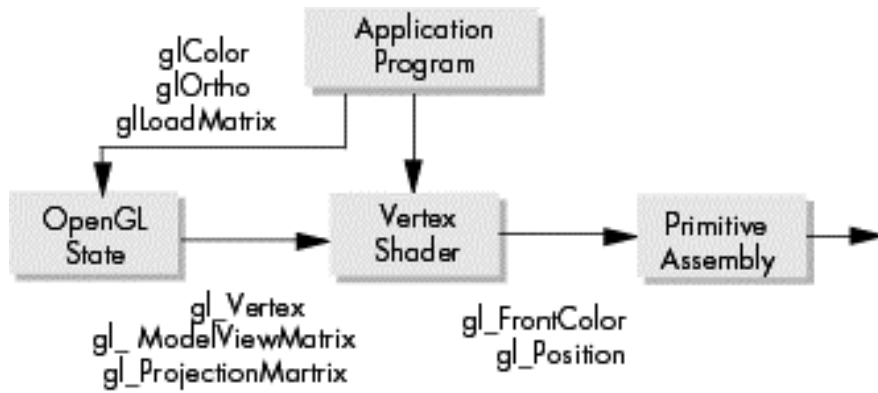 Application
Program
glColor
glOrtho
glLoadMatrix
OpenGL
State
Vertex
Shader
Primitive
Assembly
gl_Vertex
gl_ ModelViewMatrix
gl_ProjectionMartrix
gl_FrontColor
gl_Position